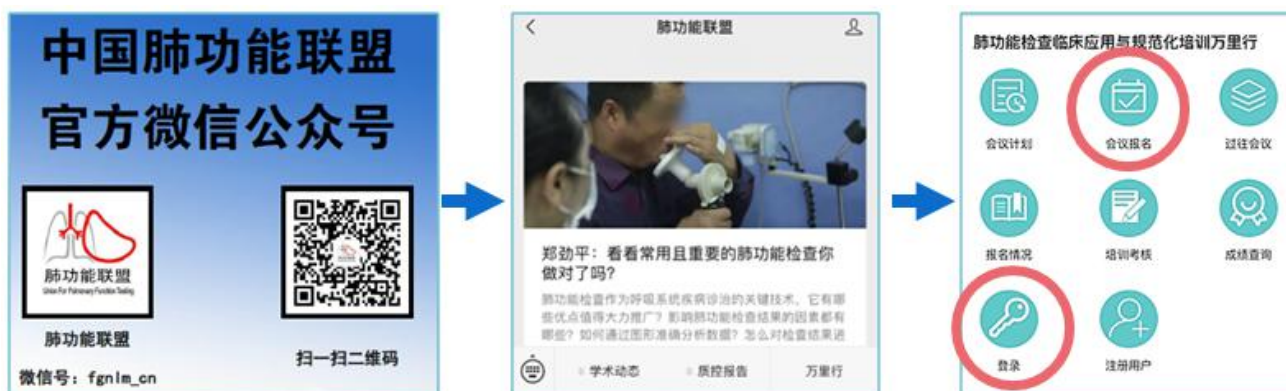 中国肺功能联盟
官方微信公众号
肺功能联盟
Union For Pulmonary Function Testing
肺功能联盟
扫一扫二维码
微信号：fgnlm_cn
肺功能联盟
郑劲平：看看常用且重要的肺功能检查你
做对了吗？
肺功能检查作为呼吸系统疾病诊治的关键技术，它有哪
些优点值得大力推广？影响肺功能检查结果的因素都有
哪些？如何通过图形准确分析数据？怎么对检查结果进
学术动态
质控报告
万里行
肺功能检查临床应用与规范化培训万里行
会议计划
会议报名
过往会议
报名情况
培训考核
成绩查询
登录
注册用户